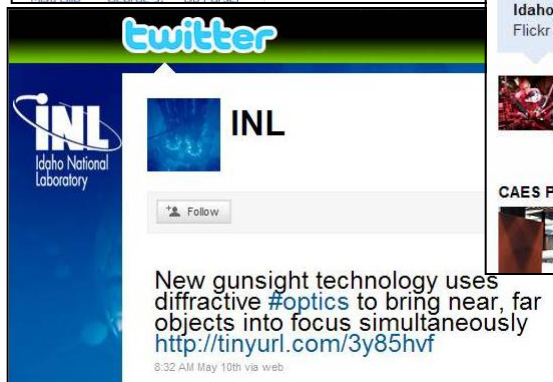 twitter
INL
Idaho National
Laboratory
INL
Follow
New gunsight technology uses
diffractive #optics to bring near, far
objects into focus simultaneously
http://tinyurl.com/3y85hvf
8:32 AM May 10th via web
Idaho
Flickr
CAES P